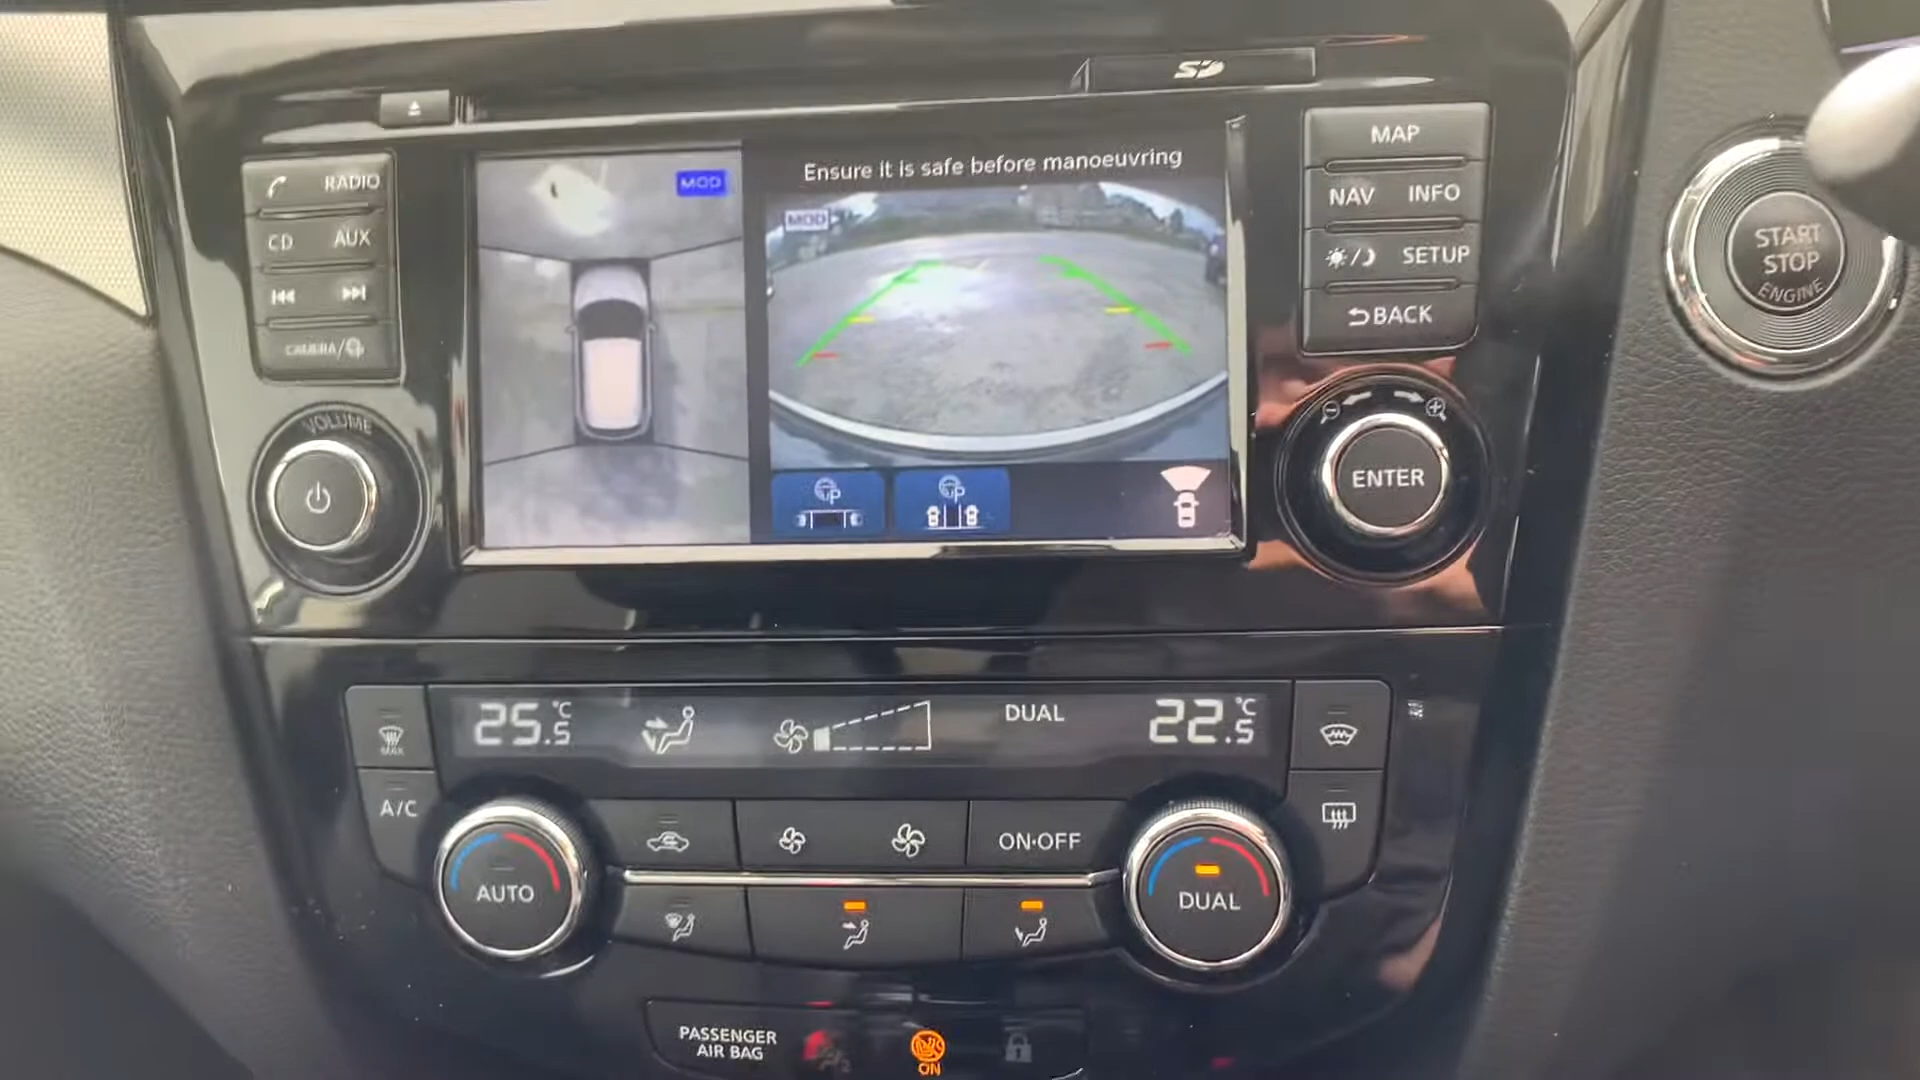 SD
RADIO
CD AUX
CAMERA/
VOLUME
MOD
Ensure it is safe before manoeuvring
MOD
P
P
MAP
NAV INFO
SETUP
BACK
ENTER
START
STOP
ENGINE
25.5°C
DUAL
22.5°C
MAX
A/C
AUTO
ON·OFF
DUAL
PASSENGER
AIR BAG
ON